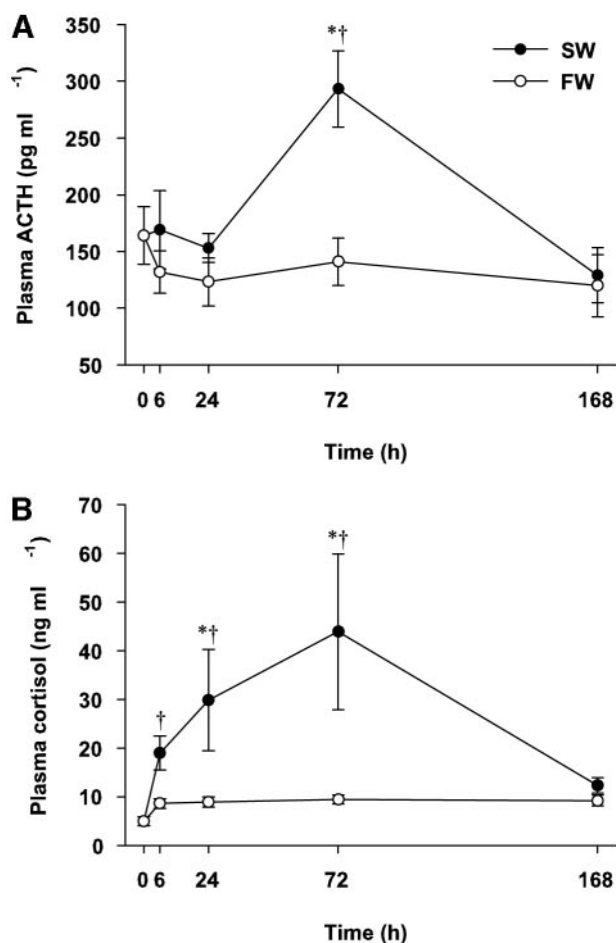 A
350
300
250
200
150
100
50
Plasma ACTH (pg ml -1)
*†
SW
FW
0 6 24 72 168
Time (h)
B
70
60
50
40
30
20
10
0
Plasma cortisol (ng ml -1)
†
*†
*†
0 6 24 72 168
Time (h)